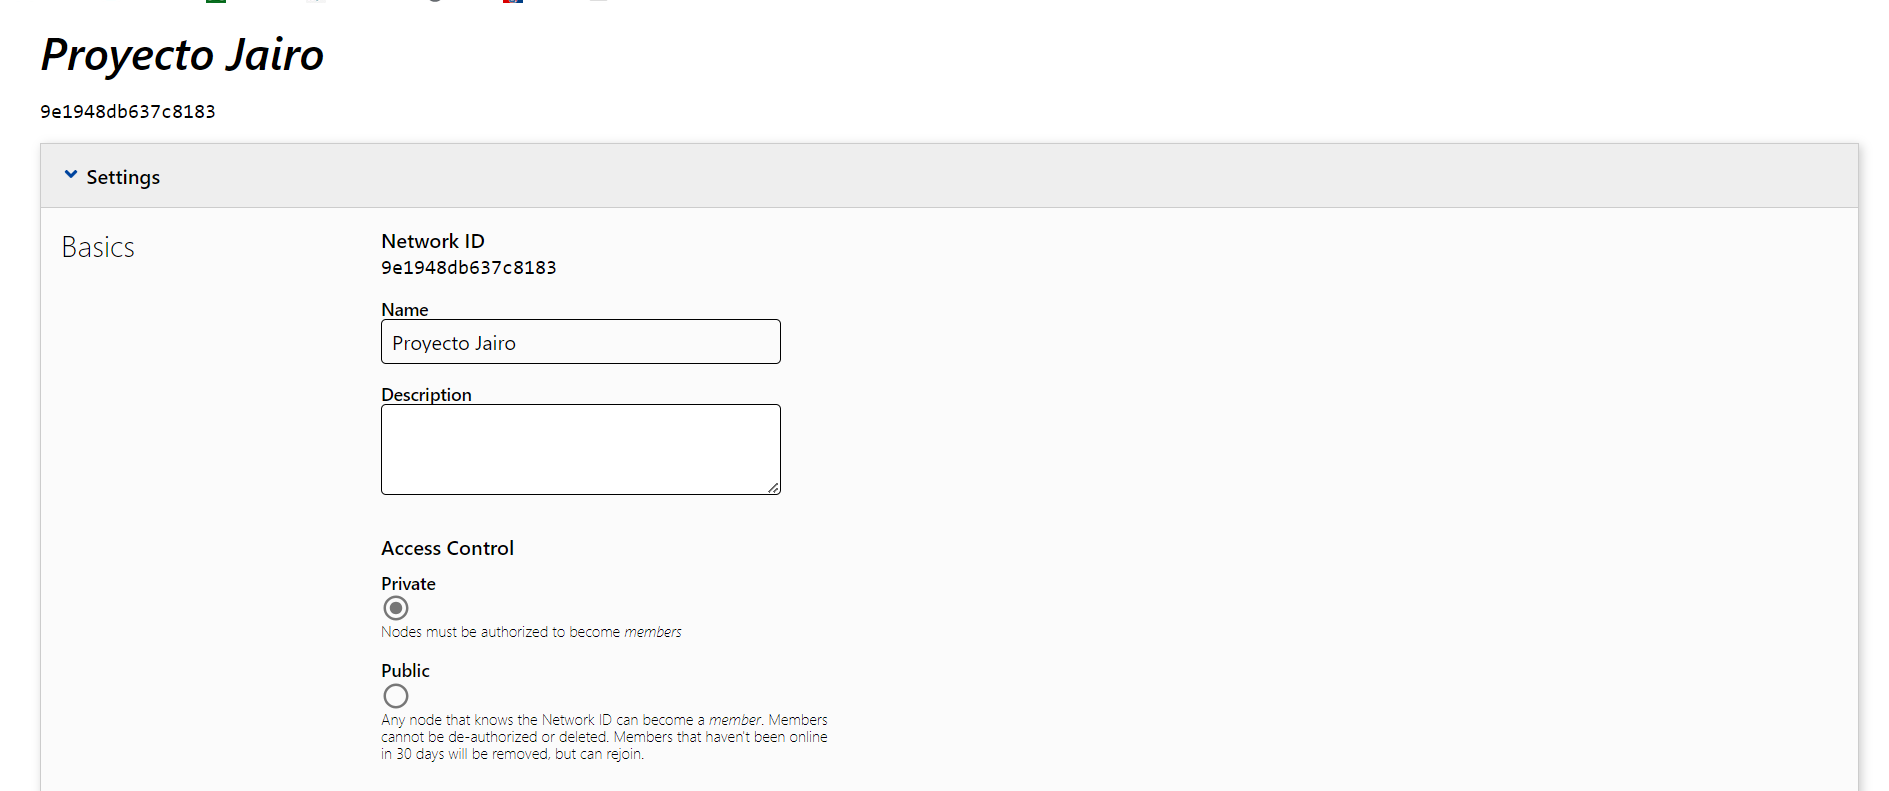 Proyecto Jairo
9e1948db637c8183
Settings
Basics
Network ID
9e1948db637c8183
Name
Proyecto Jairo
Description
Access Control
Private
Nodes must be authorized to become members
Public
Any node that knows the Network ID can become a member. Members
cannot be de-authorized or deleted. Members that haven't been online
in 30 days will be removed, but can rejoin.